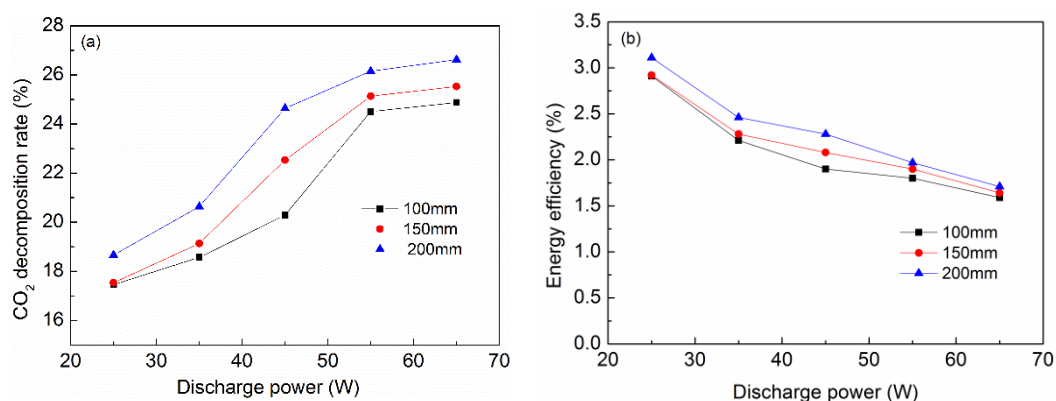 (a)
CO2 decomposition rate (%)
28
26
24
22
20
18
16
100mm
150mm
200mm
20 30 40 50 60 70
Discharge power (W)
(b)
Energy efficiency (%)
3.5
3.0
2.5
2.0
1.5
1.0
0.5
0.0
100mm
150mm
200mm
20 30 40 50 60 70
Discharge power (W)